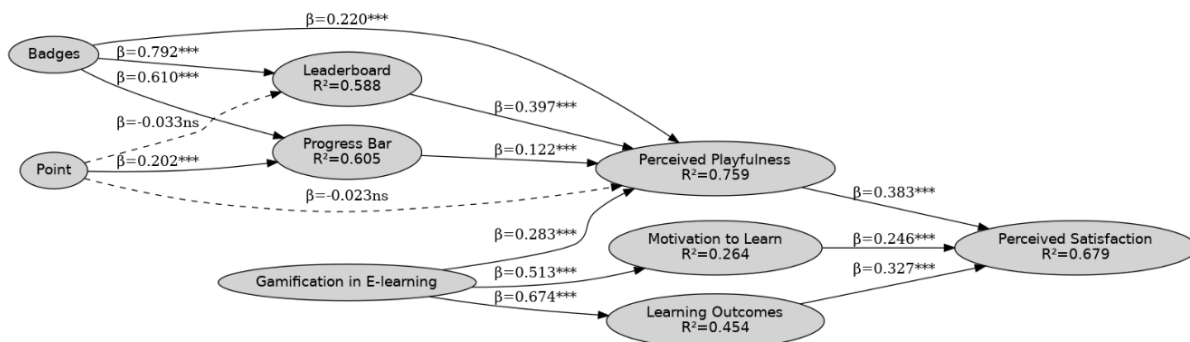 β=0.220***
Badges
β=0.792***
β=0.610***
Leaderboard
R²=0.588
β=0.397***
β=-0.033ns
Progress Bar
R²=0.605
β=0.122***
Point
β=0.202***
Perceived Playfulness
R²=0.759
β=-0.023ns
β=0.383***
β=0.283***
Motivation to Learn
R²=0.264
β=0.246***
Perceived Satisfaction
R²=0.679
Gamification in E-learning
β=0.513***
β=0.327***
β=0.674***
Learning Outcomes
R²=0.454